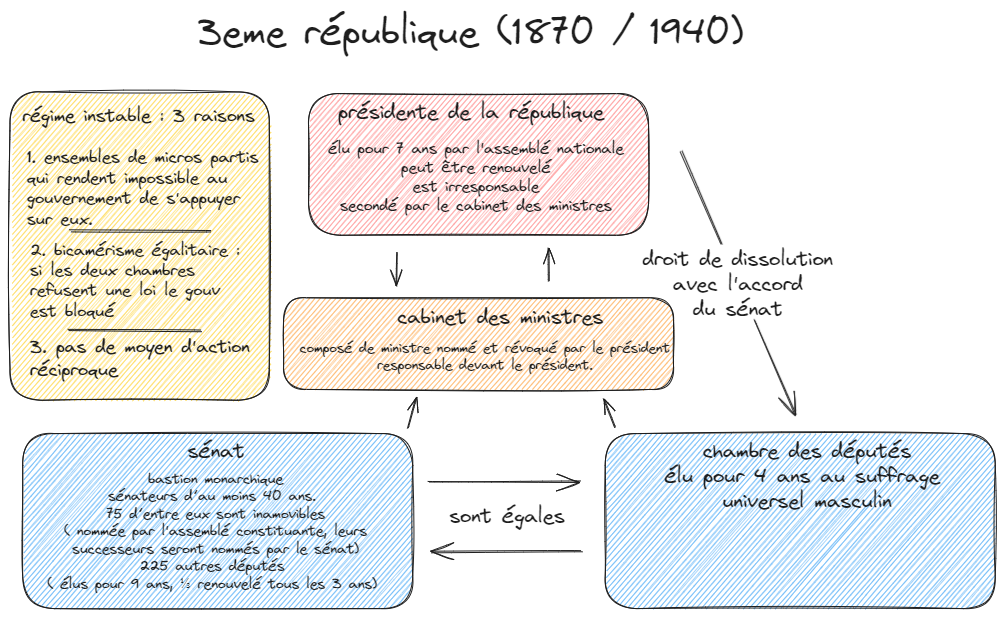 3eme république (1870 / 1940)
régime instable : 3 raisons
1. ensembles de micros partis
qui rendent impossible au
gouvernement de s'appuyer
sur eux.
2. bicamérisme égalitaire :
si les deux chambres
refusent une loi le gouv
est bloqué
3. pas de moyen d'action
réciproque
présidente de la république
élu pour 7 ans par l'assemblé nationale
peut être renouvelé
est irresponsable
secondé par le cabinet des ministres
droit de dissolution
avec l'accord
du sénat
cabinet des ministres
composé de ministre nommé et révoqué par le président
responsable devant le président.
sénat
bastion monarchique
sénateurs d'au moins 40 ans.
75 d'entre eux sont inamovibles
( nommée par l'assemblé constituante, leurs
successeurs seront nommés par le sénat)
225 autres députés
( élus pour 9 ans, ⅓ renouvelé tous les 3 ans)
sont égales
chambre des députés
élu pour 4 ans au suffrage
universel masculin